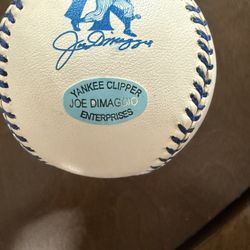 Joe DiMaggio
YANKEE CLIPPER
JOE DIMAGGIO
ENTERPRISES